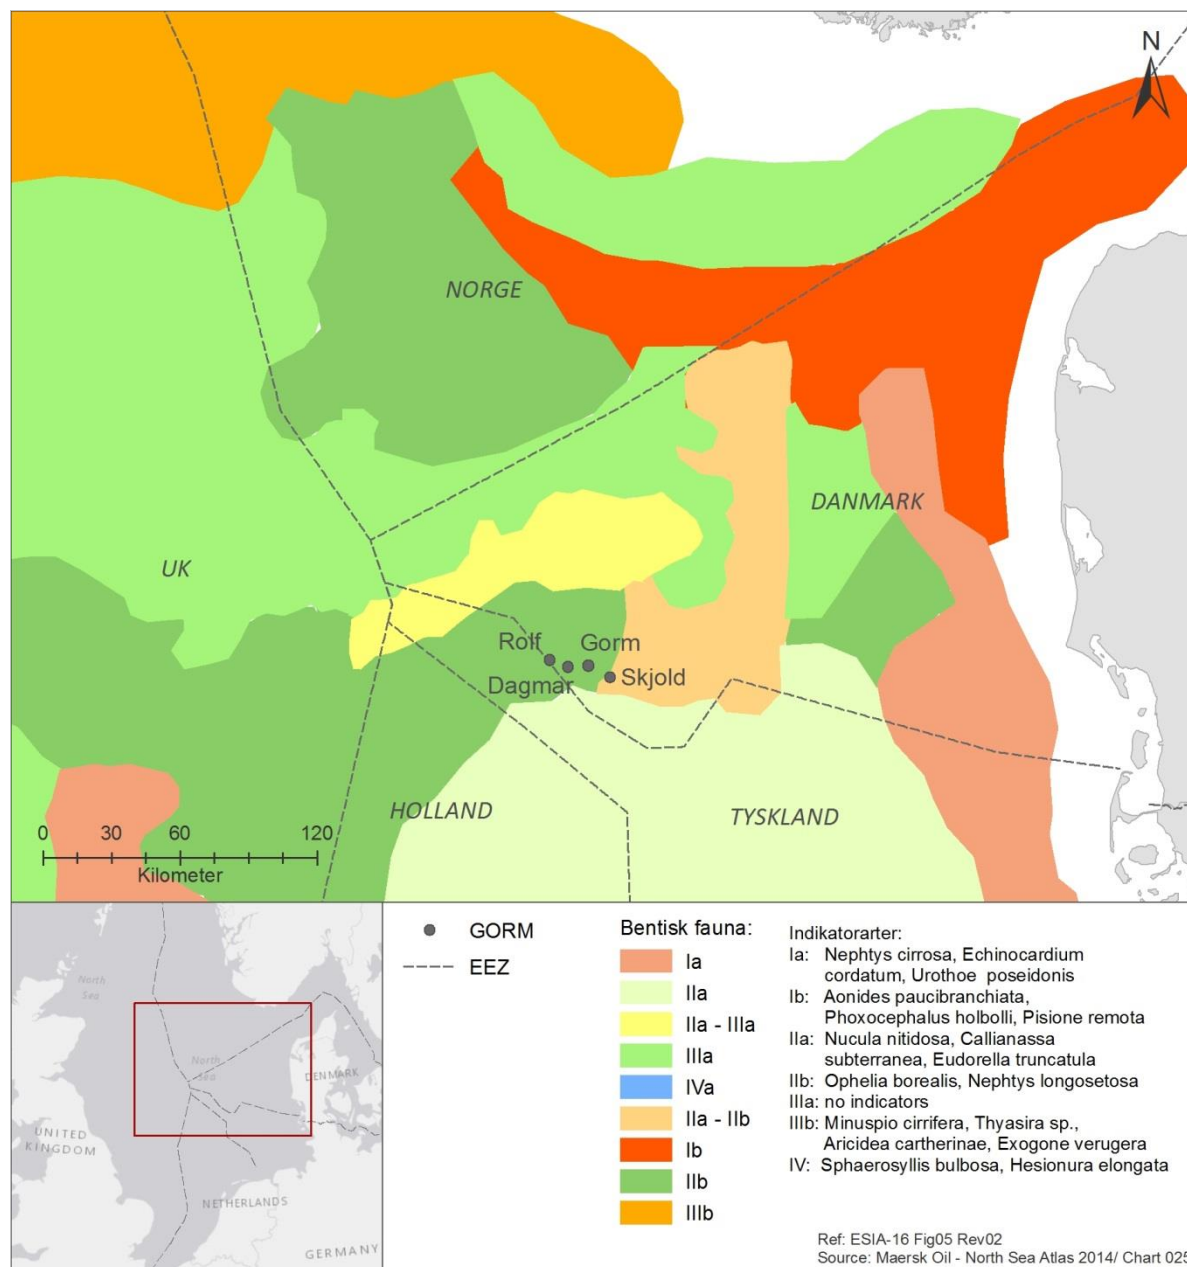 N
NORGE
DANMARK
UK
Rolf
Gorm
Dagmar
Skjold
HOLLAND
TYSKLAND
0 30 60 120
Kilometer
North
Sea
North
Sea
DENMARK
UNITED
KINGDOM
NETHERLANDS
GERMANY
GORM
EEZ
Bentisk fauna:
Ia
IIa
IIa - IIIa
IIIa
IVa
IIa - IIb
Ib
IIb
IIIb
Indikatorarter:
Ia: Nephtys cirrosa, Echinocardium
cordatum, Urothoe poseidonis
Ib: Aonides paucibranchiata,
Phoxocephalus holbolli, Pisione remota
IIa: Nucula nitidosa, Callianassa
subterranea, Eudorella truncatula
IIb: Ophelia borealis, Nephtys longosetosa
IIIa: no indicators
IIIb: Minuspio cirrifera, Thyasira sp.,
Aricidea cartherinae, Exogone verugera
IV: Sphaerosyllis bulbosa, Hesionura elongata
Ref: ESIA-16 Fig05 Rev02
Source: Maersk Oil - North Sea Atlas 2014/ Chart 025